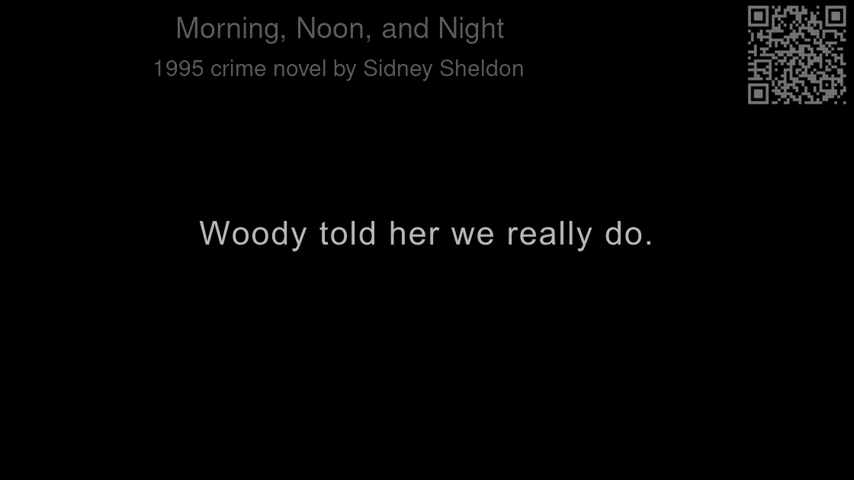 Morning, Noon, and Night
1995 crime novel by Sidney Sheldon
Woody told her we really do.